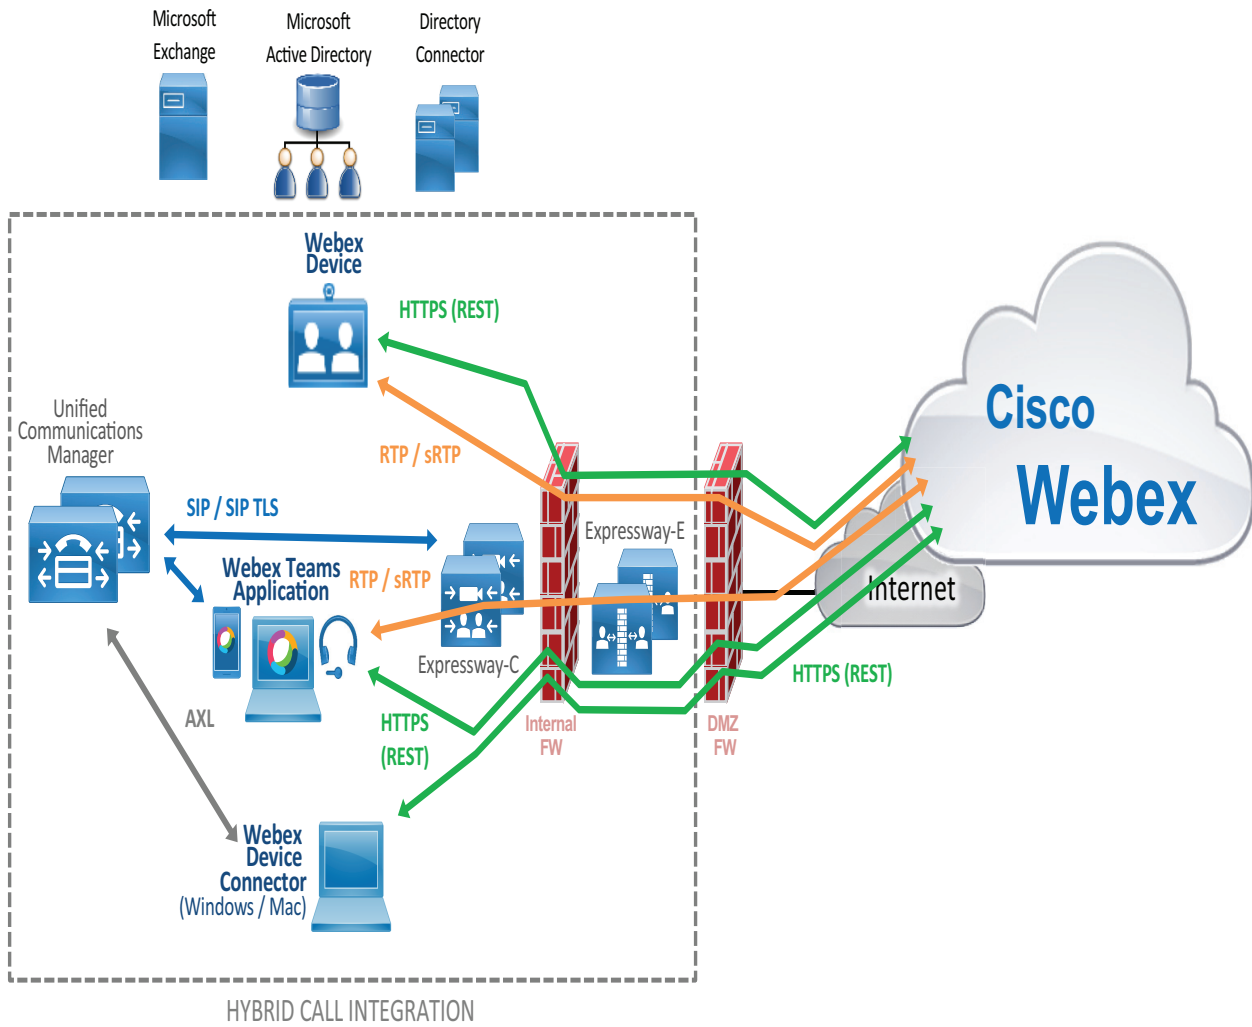 Microsoft
Exchange
Microsoft
Active Directory
Directory
Connector
Webex
Device
HTTPS (REST)
Unified
Communications
Manager
RTP / sRTP
Cisco
Webex
SIP / SIP TLS
Expressway-E
Webex Teams
Application
RTP / sRTP
Internet
Expressway-C
HTTPS (REST)
AXL
HTTPS
(REST)
Internal
FW
DMZ
FW
Webex
Device
Connector
(Windows / Mac)
HYBRID CALL INTEGRATION